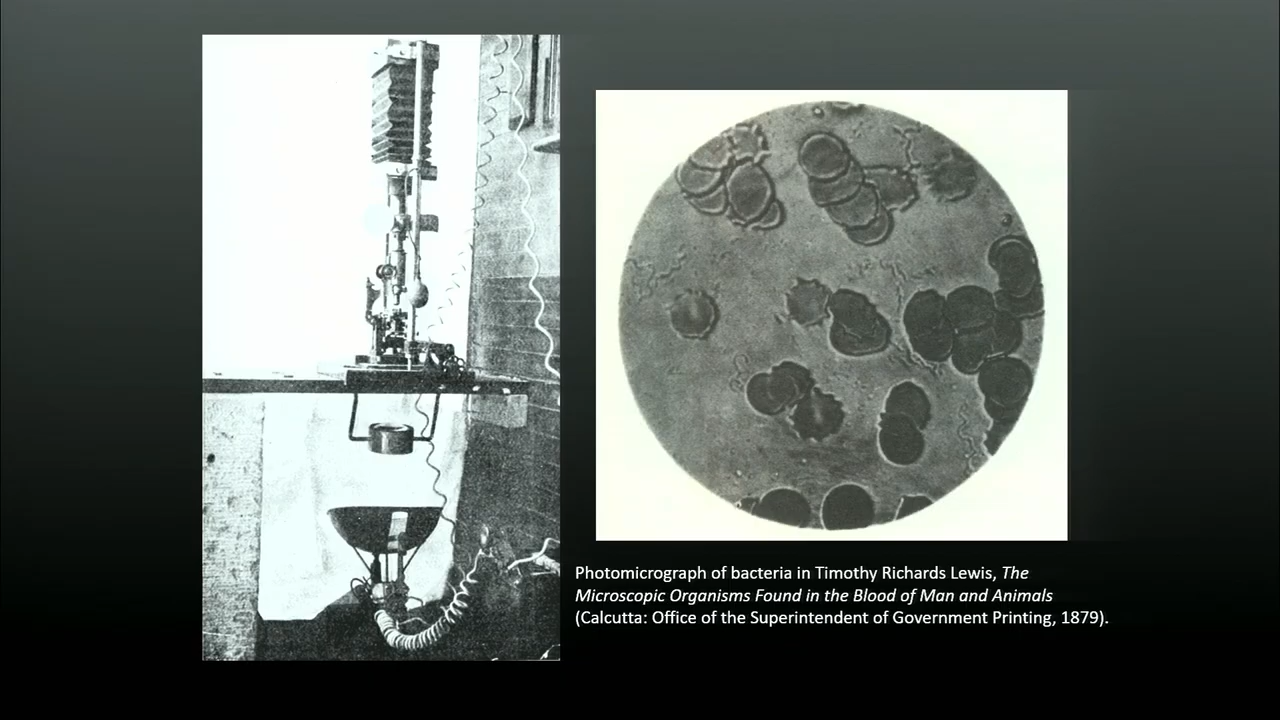 Photomicrograph of bacteria in Timothy Richards Lewis, The
Microscopic Organisms Found in the Blood of Man and Animals
(Calcutta: Office of the Superintendent of Government Printing, 1879).